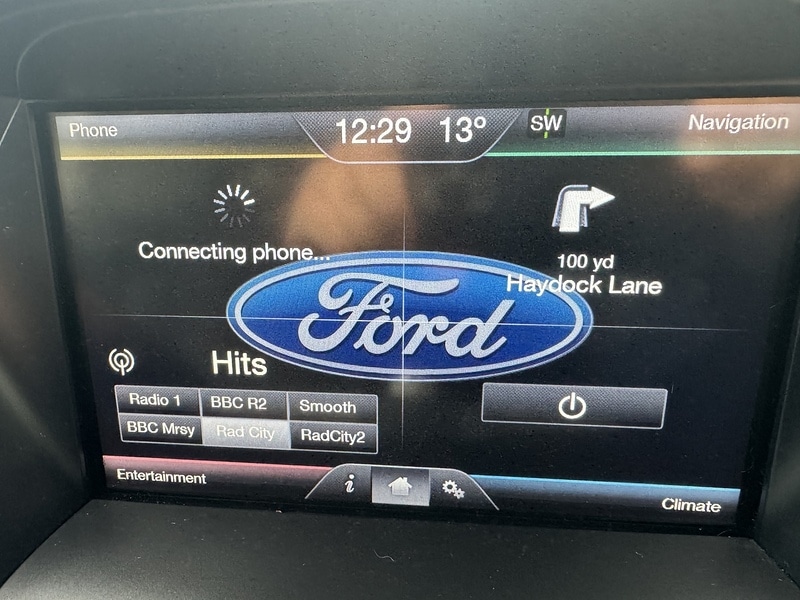 Phone
12:29 13° SW
Navigation
Connecting phone...
100 yd
Haydock Lane
Ford
Hits
Radio 1 BBC R2 Smooth
BBC Mrsy Rad City RadCity2
Entertainment
i
Climate